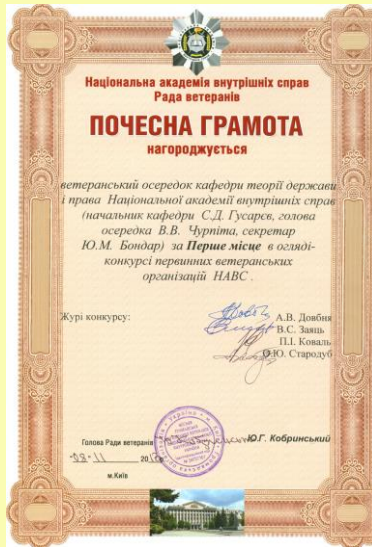 Національна академія внутрішніх справ
Рада ветеранів
ПОЧЕСНА ГРАМОТА
нагороджується
ветеранський осередок кафедри теорії держави
і права Національної академії внутрішніх справ
(начальник кафедри С.Д. Гусарєв, голова
осередка В.В. Чурпіта, секретар
Ю.М. Бондар) за Перше місце в огляді-
конкурсі первинних ветеранських
організацій НАВС .
Журі конкурсу:
А.В. Довбня
В.С. Заяць
П.І. Коваль
О.Ю. Стародуб
Голова Ради ветеранів
Ю.Г. Кобринський
м.Київ